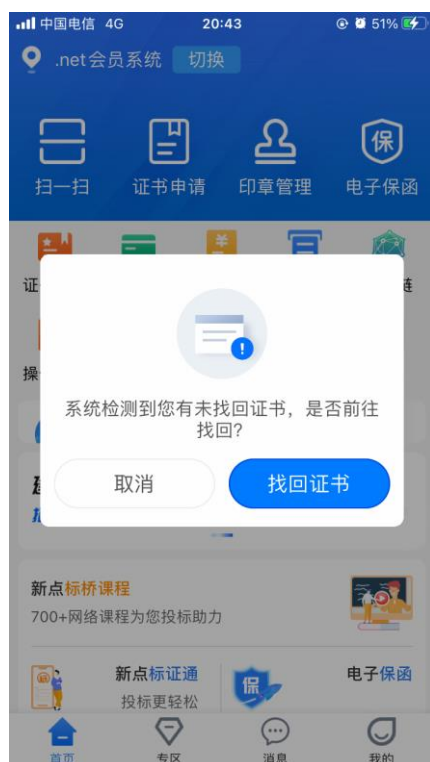 中国电信 4G 20:43 51%
.net会员系统 切换
保
扫一扫 证书申请 印章管理 电子保函
证 链
操
系统检测到您有未找回证书，是否前往
找回?
取消 找回证书
新点标桥课程
700+网络课程为您投标助力
新点标证通 保 电子保函
投标更轻松
首页 专区 消息 我的